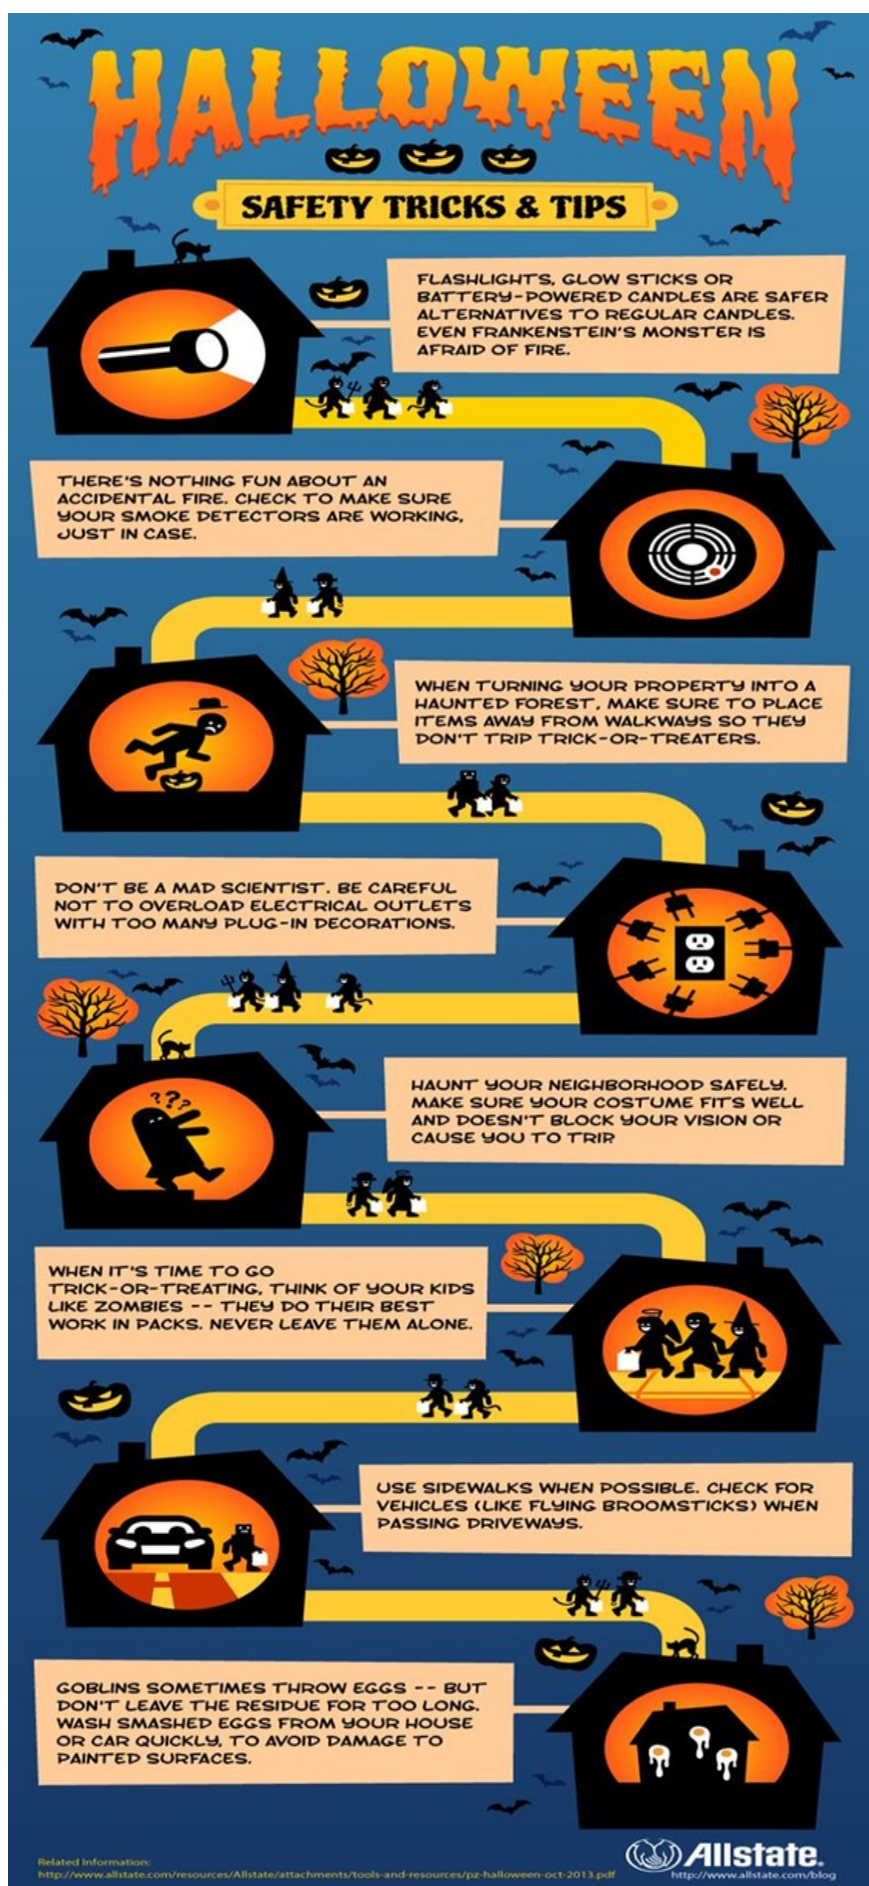 HALLOWEEN
SAFETY TRICKS & TIPS
FLASHLIGHTS, GLOW STICKS OR
BATTERY-POWERED CANDLES ARE SAFER
ALTERNATIVES TO REGULAR CANDLES.
EVEN FRANKENSTEIN'S MONSTER IS
AFRAID OF FIRE.
THERE'S NOTHING FUN ABOUT AN
ACCIDENTAL FIRE. CHECK TO MAKE SURE
YOUR SMOKE DETECTORS ARE WORKING,
JUST IN CASE.
WHEN TURNING YOUR PROPERTY INTO A
HAUNTED FOREST, MAKE SURE TO PLACE
ITEMS AWAY FROM WALKWAYS SO THEY
DON'T TRIP TRICK-OR-TREATERS.
DON'T BE A MAD SCIENTIST. BE CAREFUL
NOT TO OVERLOAD ELECTRICAL OUTLETS
WITH TOO MANY PLUG-IN DECORATIONS.
???
HAUNT YOUR NEIGHBORHOOD SAFELY.
MAKE SURE YOUR COSTUME FITS WELL
AND DOESN'T BLOCK YOUR VISION OR
CAUSE YOU TO TRIP
WHEN IT'S TIME TO GO
TRICK-OR-TREATING, THINK OF YOUR KIDS
LIKE ZOMBIES -- THEY DO THEIR BEST
WORK IN PACKS. NEVER LEAVE THEM ALONE.
USE SIDEWALKS WHEN POSSIBLE. CHECK FOR
VEHICLES (LIKE FLYING BROOMSTICKS) WHEN
PASSING DRIVEWAYS.
GOBLINS SOMETIMES THROW EGGS -- BUT
DON'T LEAVE THE RESIDUE FOR TOO LONG.
WASH SMASHED EGGS FROM YOUR HOUSE
OR CAR QUICKLY, TO AVOID DAMAGE TO
PAINTED SURFACES.
Allstate.
Related Information:
http://www.allstate.com/resources/Allstate/attachments/tools-and-resources/pz-halloween-oct-2013.pdf
http://www.allstate.com/blog